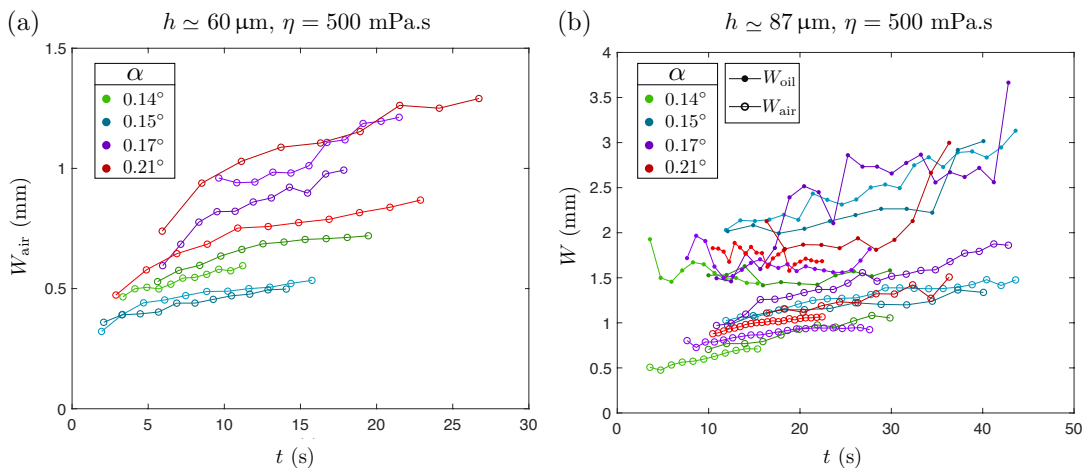 (a)
h ≃ 60 μm, η = 500 mPa.s
1.5
1
0.5
0
W_air (mm)
α
0.14°
0.15°
0.17°
0.21°
0 5 10 15 20 25 30
t (s)
(b)
h ≃ 87 μm, η = 500 mPa.s
4
3.5
3
2.5
2
1.5
1
0.5
0
W (mm)
α
0.14°
0.15°
0.17°
0.21°
W_oil
W_air
10 20 30 40 50
t (s)